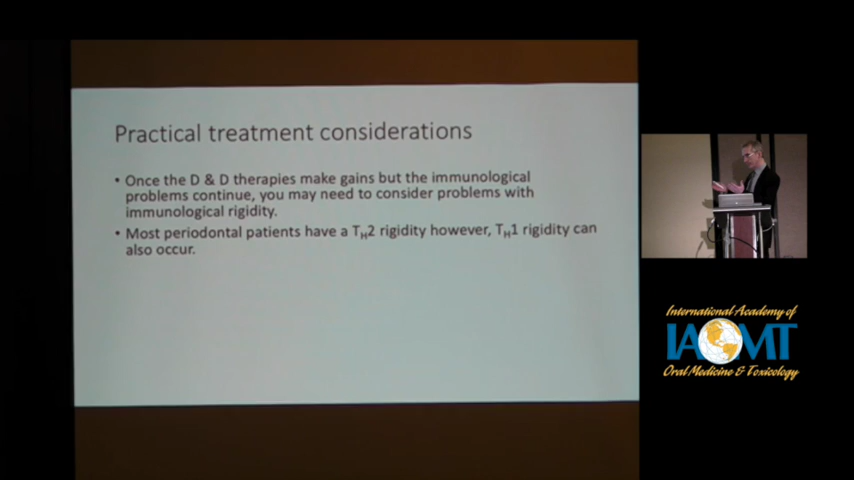 Practical treatment considerations
• Once the D & D therapies make gains but the immunological
problems continue, you may need to consider problems with
immunological rigidity.
• Most periodontal patients have a TH2 rigidity however, TH1 rigidity can
also occur.
International Academy of
IAOMT
Oral Medicine & Toxicology